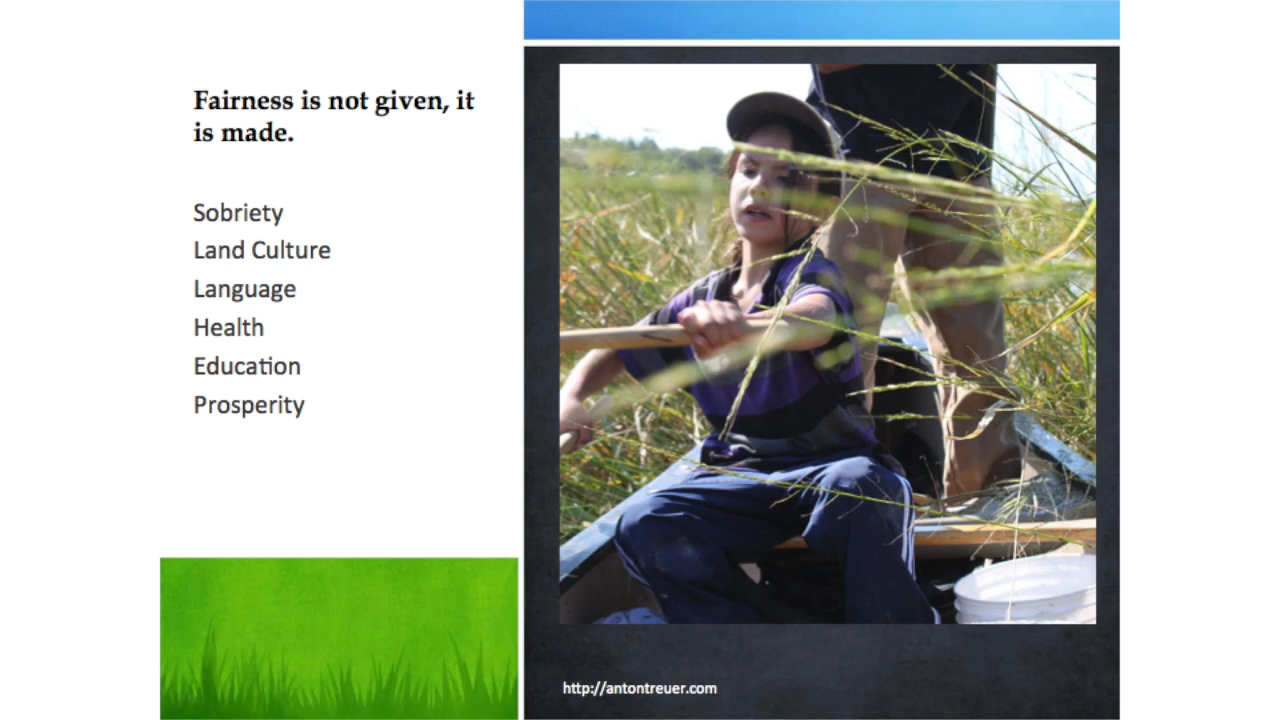 Fairness is not given, it
is made.
Sobriety
Land Culture
Language
Health
Education
Prosperity
http://antontreuer.com